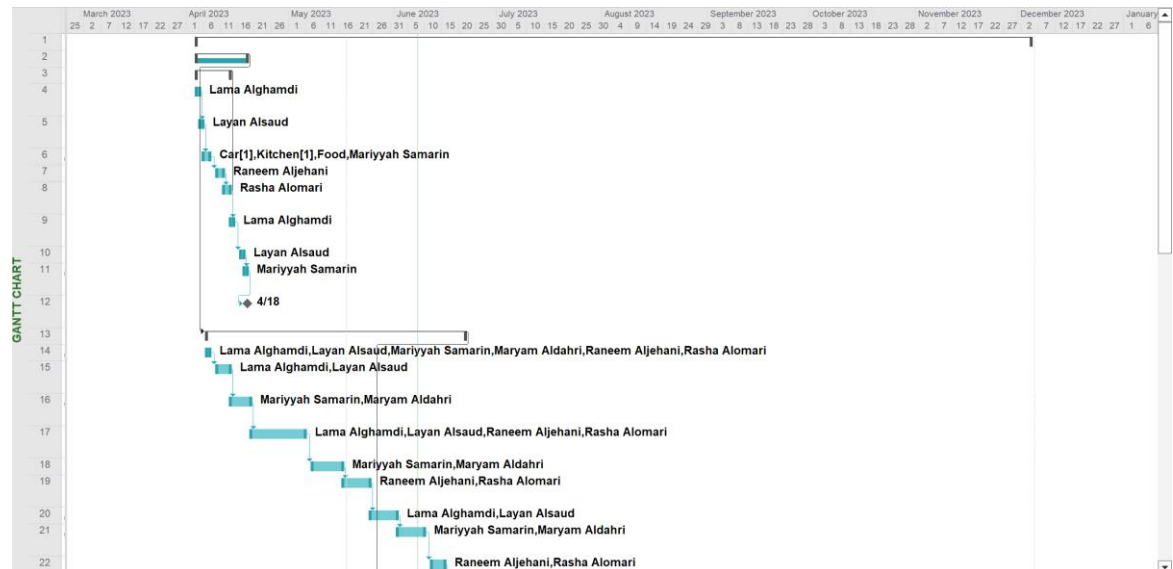 March 2023 April 2023 May 2023 June 2023 July 2023 August 2023 September 2023 October 2023 November 2023 December 2023 January
25 2 7 12 17 22 27 1 6 11 16 21 26 1 6 11 16 21 26 31 5 10 15 20 25 30 5 10 15 20 25 30 4 9 14 19 24 29 3 8 13 18 23 28 3 8 13 18 23 28 2 7 12 17 22 27 2 7 12 17 22 27 1 6
GANTT CHART
1
2
3
4 Lama Alghamdi
5 Layan Alsaud
6 Car[1],Kitchen[1],Food,Mariyyah Samarin
7 Raneem Aljehani
8 Rasha Alomari
9 Lama Alghamdi
10 Layan Alsaud
11 Mariyyah Samarin
12 4/18
13
14 Lama Alghamdi,Layan Alsaud,Mariyyah Samarin,Maryam Aldahri,Raneem Aljehani,Rasha Alomari
15 Lama Alghamdi,Layan Alsaud
16 Mariyyah Samarin,Maryam Aldahri
17 Lama Alghamdi,Layan Alsaud,Raneem Aljehani,Rasha Alomari
18 Mariyyah Samarin,Maryam Aldahri
19 Raneem Aljehani,Rasha Alomari
20 Lama Alghamdi,Layan Alsaud
21 Mariyyah Samarin,Maryam Aldahri
22 Raneem Aljehani,Rasha Alomari